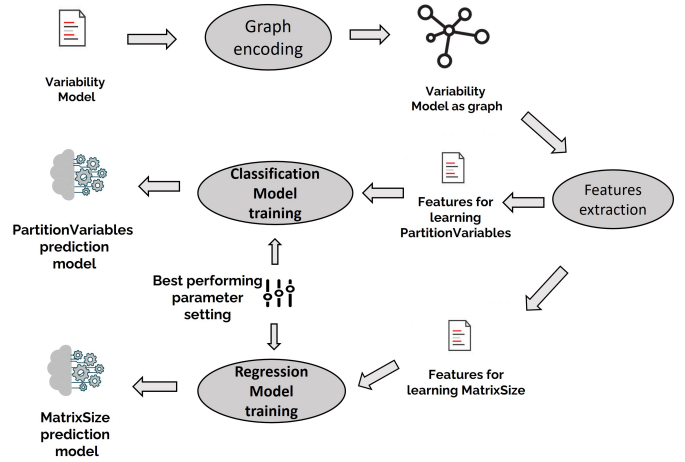 Graph
encoding
Variability
Model
Variability
Model as graph
Classification
Model
training
Features for
learning
PartitionVariables
Features
extraction
PartitionVariables
prediction
model
Best performing
parameter
setting
Regression
Model
training
Features for
learning MatrixSize
MatrixSize
prediction
model